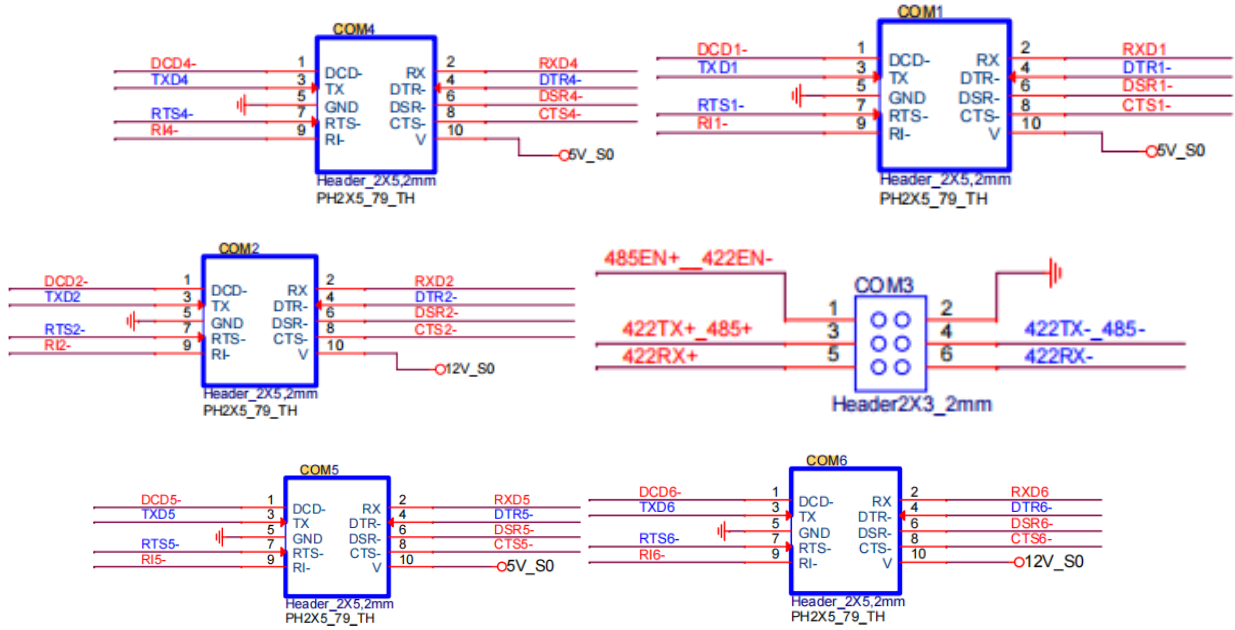 COM4
DCD4-
1
2
RXD4
DCD-
RX
TXD4
3
4
DTR4-
TX
DTR-
5
6
DSR4-
GND
DSR-
RTS4-
7
8
CTS4-
RTS-
CTS-
RI4-
9
10
RI-
V
5V_S0
Header_2X5,2mm
PH2X5_79_TH
COM1
DCD1-
1
2
RXD1
DCD-
RX
TXD1
3
4
DTR1-
TX
DTR-
5
6
DSR1-
GND
DSR-
RTS1-
7
8
CTS1-
RTS-
CTS-
RI1-
9
10
RI-
V
5V_S0
Header_2X5,2mm
PH2X5_79_TH
COM2
DCD2-
1
2
RXD2
DCD-
RX
TXD2
3
4
DTR2-
TX
DTR-
5
6
DSR2-
GND
DSR-
RTS2-
7
8
CTS2-
RTS-
CTS-
RI2-
9
10
RI-
V
12V_S0
Header_2X5,2mm
PH2X5_79_TH
485EN+__422EN-
COM3
1
2
422TX+_485+
3
4
422TX-_485-
422RX+
5
6
422RX-
Header2X3_2mm
COM5
DCD5-
1
2
RXD5
DCD-
RX
TXD5
3
4
DTR5-
TX
DTR-
5
6
DSR5-
GND
DSR-
RTS5-
7
8
CTS5-
RTS-
CTS-
RI5-
9
10
RI-
V
5V_S0
Header_2X5,2mm
PH2X5_79_TH
COM6
DCD6-
1
2
RXD6
DCD-
RX
TXD6
3
4
DTR6-
TX
DTR-
5
6
DSR6-
GND
DSR-
RTS6-
7
8
CTS6-
RTS-
CTS-
RI6-
9
10
RI-
V
12V_S0
Header_2X5,2mm
PH2X5_79_TH